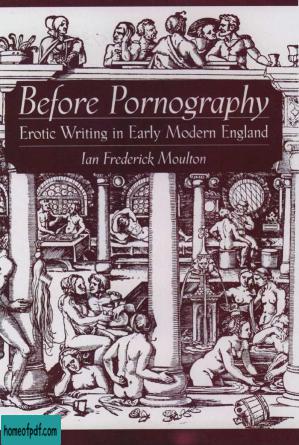 Before Pornography
Erotic Writing in Early Modern England
Ian Frederick Moulton
homeofpdf.com